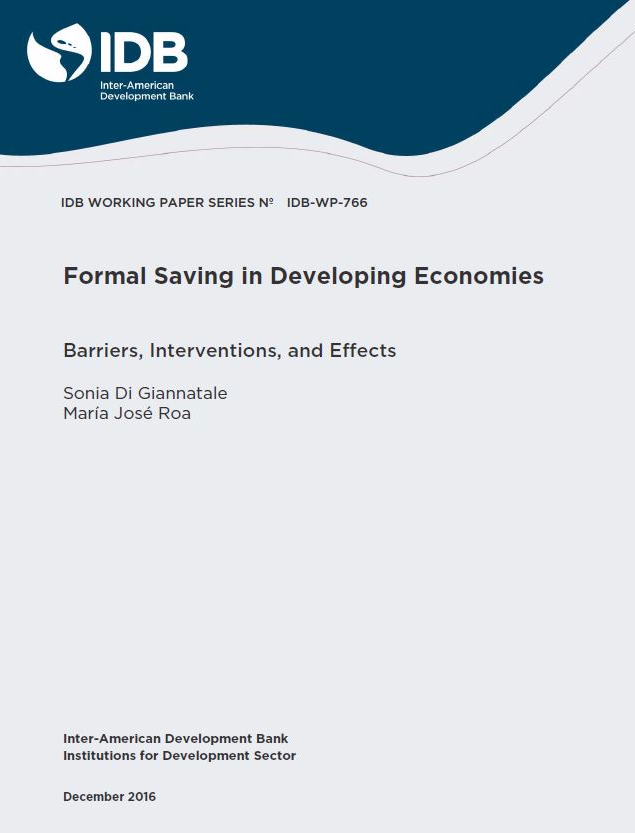 IDB
Inter-American
Development Bank
IDB WORKING PAPER SERIES Nº IDB-WP-766
Formal Saving in Developing Economies
Barriers, Interventions, and Effects
Sonia Di Giannatale
María José Roa
Inter-American Development Bank
Institutions for Development Sector
December 2016